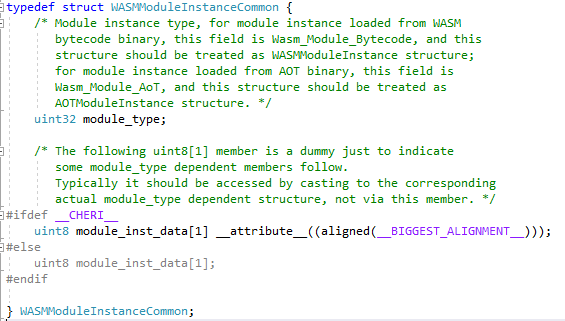 typedef struct WASMModuleInstanceCommon {
/* Module instance type, for module instance loaded from WASM
bytecode binary, this field is Wasm_Module_Bytecode, and this
structure should be treated as WASMModuleInstance structure;
for module instance loaded from AOT binary, this field is
Wasm_Module_AoT, and this structure should be treated as
AOTModuleInstance structure. */
uint32 module_type;
/* The following uint8[1] member is a dummy just to indicate
some module_type dependent members follow.
Typically it should be accessed by casting to the corresponding
actual module_type dependent structure, not via this member. */
#ifdef __CHERI__
uint8 module_inst_data[1] __attribute__((aligned(__BIGGEST_ALIGNMENT__)));
#else
uint8 module_inst_data[1];
#endif
} WASMModuleInstanceCommon;